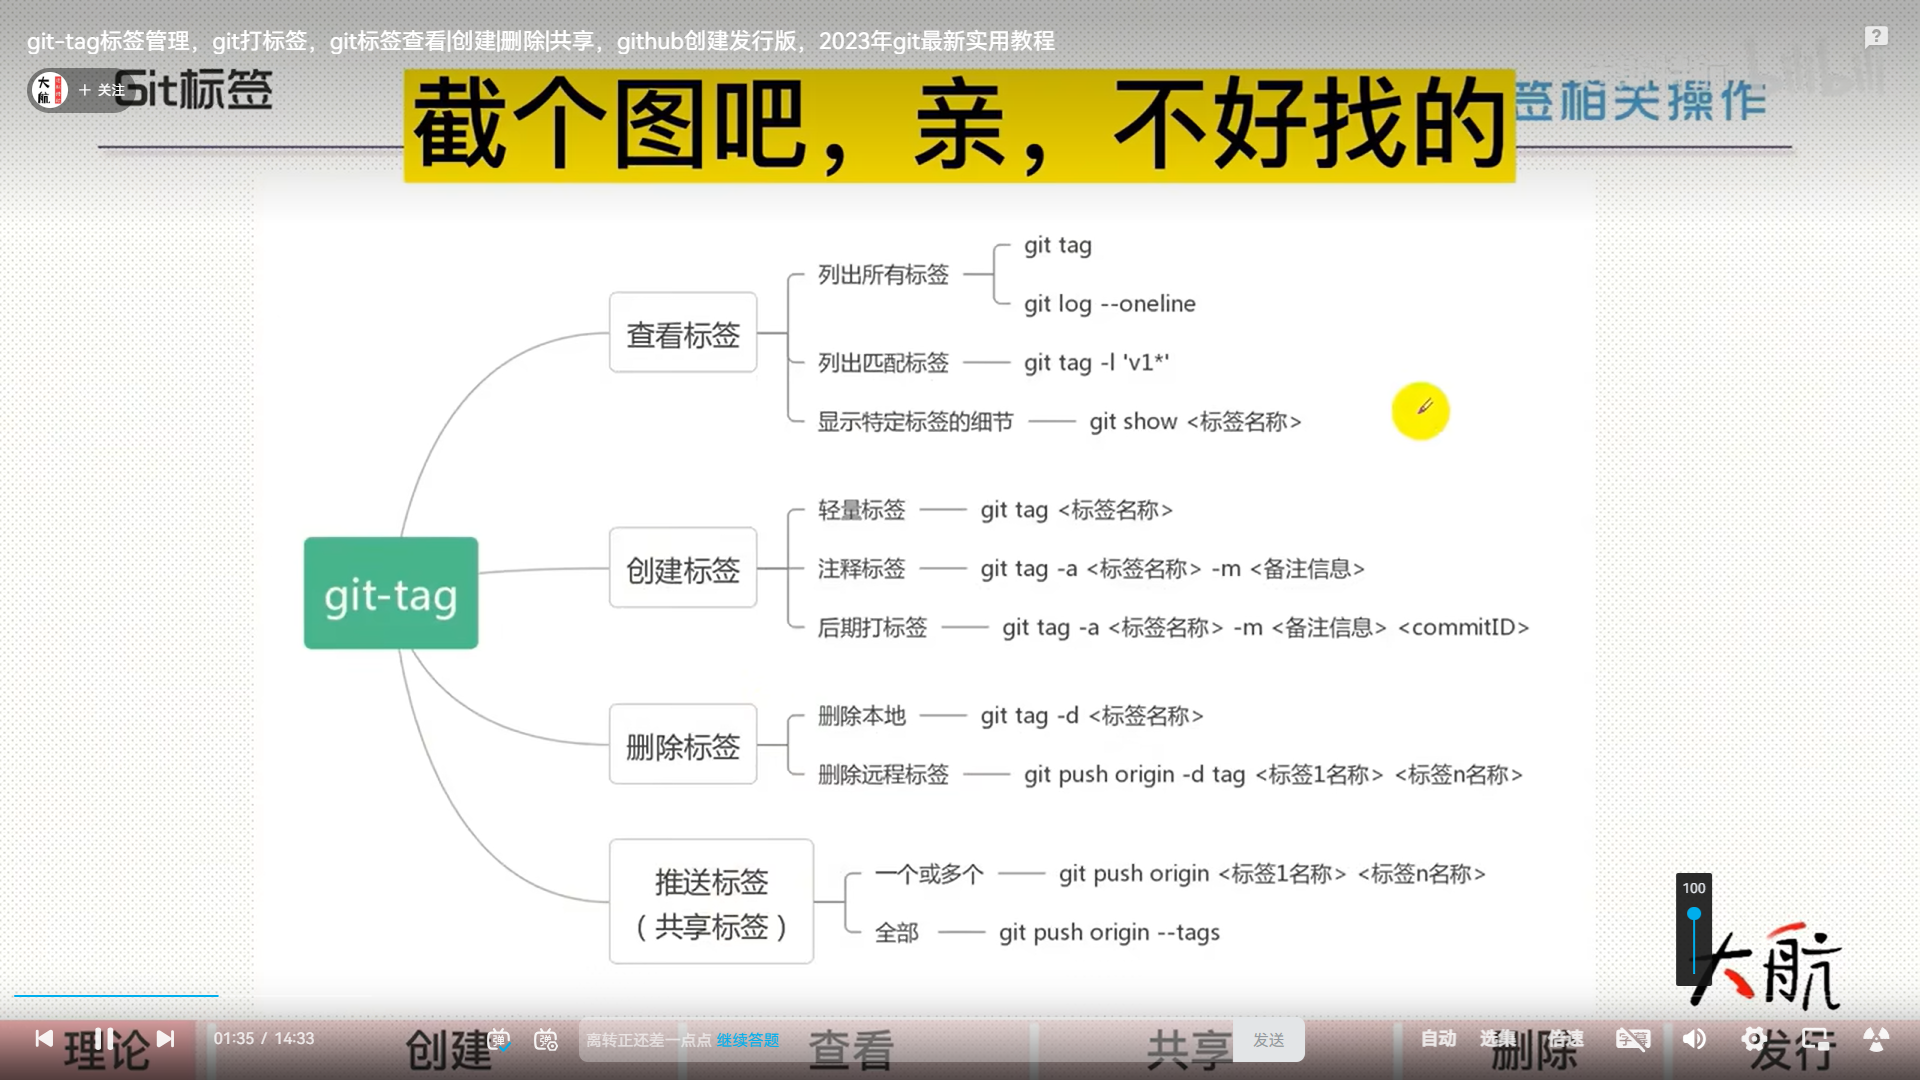 git-tag标签管理，git打标签，git标签查看|创建|删除|共享，github创建发行版，2023年git最新实用教程
大航
+ 关注
Git标签
截个图吧，亲，不好找的
签相关操作
git-tag
查看标签
列出所有标签
git tag
git log --oneline
列出匹配标签
git tag -l 'v1*'
显示特定标签的细节
git show <标签名称>
创建标签
轻量标签
git tag <标签名称>
注释标签
git tag -a <标签名称> -m <备注信息>
后期打标签
git tag -a <标签名称> -m <备注信息> <commitID>
删除标签
删除本地
git tag -d <标签名称>
删除远程标签
git push origin -d tag <标签1名称> <标签n名称>
推送标签
（共享标签）
一个或多个
git push origin <标签1名称> <标签n名称>
全部
git push origin --tags
100
大航
01:35 / 14:33
弹
弹
离转正还差一点点 继续答题
发送
自动
选集
倍速
字幕
理论
创建
查看
共享
删除
发行